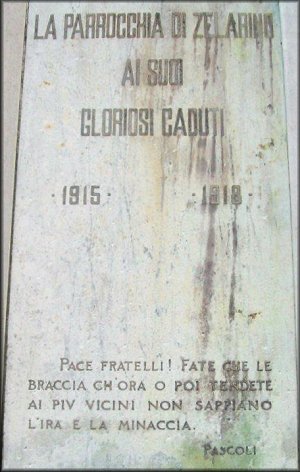 LA PARROCCHIA DI ZELARINO
AI SUOI
GLORIOSI CADUTI
· 1915 · · 1918 ·
PACE FRATELLI! FATE CHE LE
BRACCIA CH'ORA O POI TENDETE
AI PIV VICINI NON SAPPIANO
L'IRA E LA MINACCIA.
PASCOLI